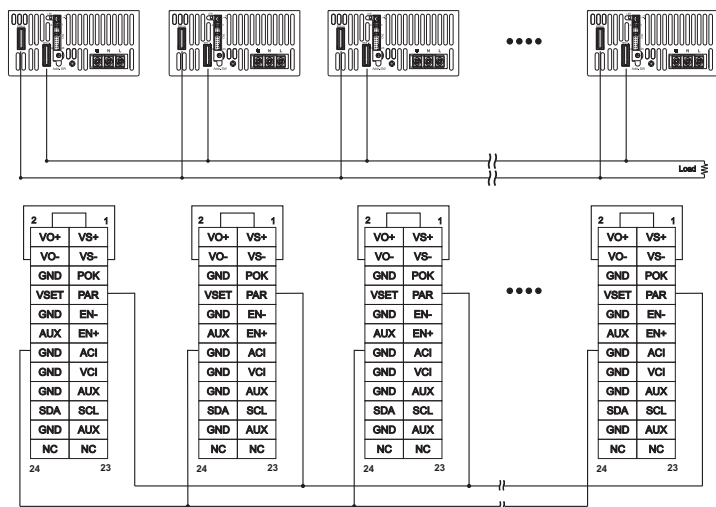 N L
N L
N L
N L
Load
2 1 2 1 2 1 2 1
VO+ VS+ VO+ VS+ VO+ VS+ VO+ VS+
VO- VS- VO- VS- VO- VS- VO- VS-
GND POK GND POK GND POK GND POK
VSET PAR VSET PAR VSET PAR VSET PAR
GND EN- GND EN- GND EN- GND EN-
AUX EN+ AUX EN+ AUX EN+ AUX EN+
GND ACI GND ACI GND ACI GND ACI
GND VCI GND VCI GND VCI GND VCI
GND AUX GND AUX GND AUX GND AUX
SDA SCL SDA SCL SDA SCL SDA SCL
GND AUX GND AUX GND AUX GND AUX
NC NC NC NC NC NC NC NC
24 23 24 23 24 23 24 23